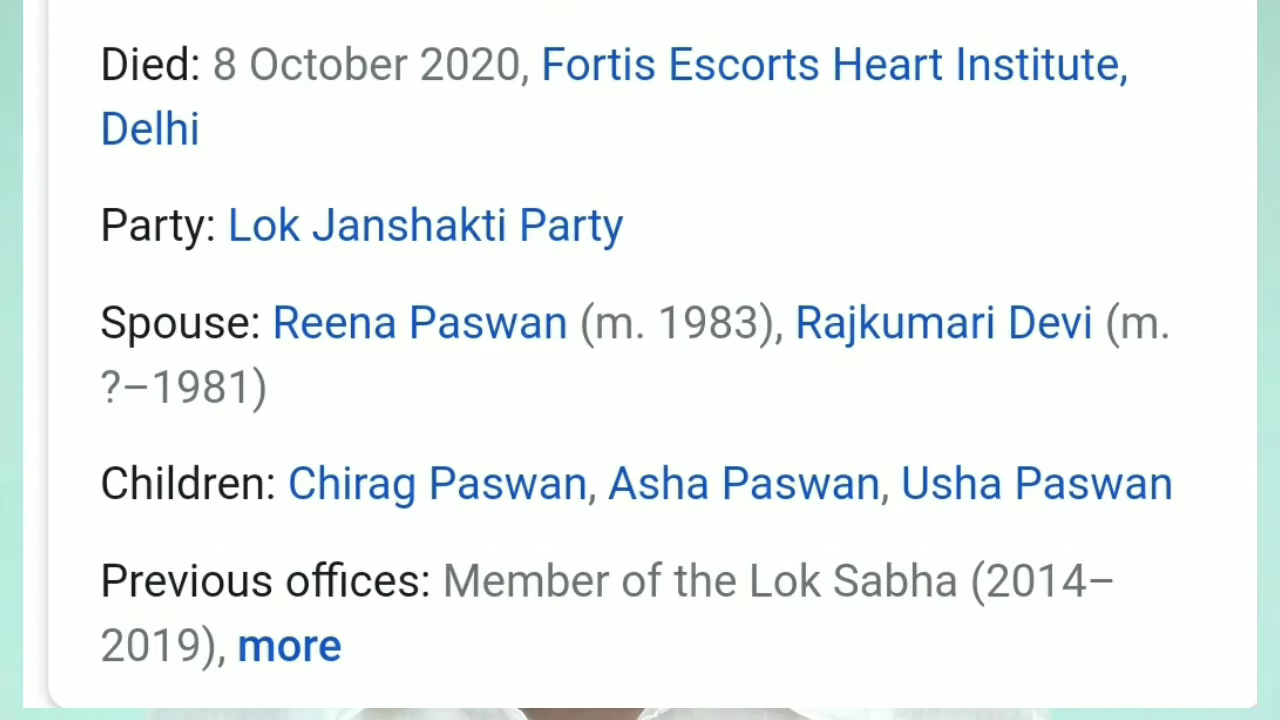 Died: 8 October 2020, Fortis Escorts Heart Institute,
Delhi
Party: Lok Janshakti Party
Spouse: Reena Paswan (m. 1983), Rajkumari Devi (m.
?–1981)
Children: Chirag Paswan, Asha Paswan, Usha Paswan
Previous offices: Member of the Lok Sabha (2014–
2019), more